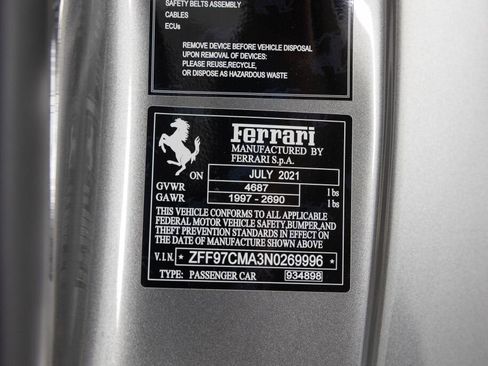 SAFETY BELTS ASSEMBLY
CABLES
ECUs
REMOVE DEVICE BEFORE VEHICLE DISPOSAL
UPON REMOVAL OF DEVICES:
PLEASE REUSE,RECYCLE,
OR DISPOSE AS HAZARDOUS WASTE
Ferrari
MANUFACTURED BY
FERRARI S.p.A.
ON JULY 2021
GVWR 4687 lbs
GAWR 1997 - 2690 lbs
THIS VEHICLE CONFORMS TO ALL APPLICABLE
FEDERAL MOTOR VEHICLE SAFETY,BUMPER,AND
THEFT PREVENTION STANDARDS IN EFFECT ON
THE DATE OF MANUFACTURE SHOWN ABOVE
V.I.N. * ZFF97CMA3N0269996 *
TYPE: PASSENGER CAR 934898